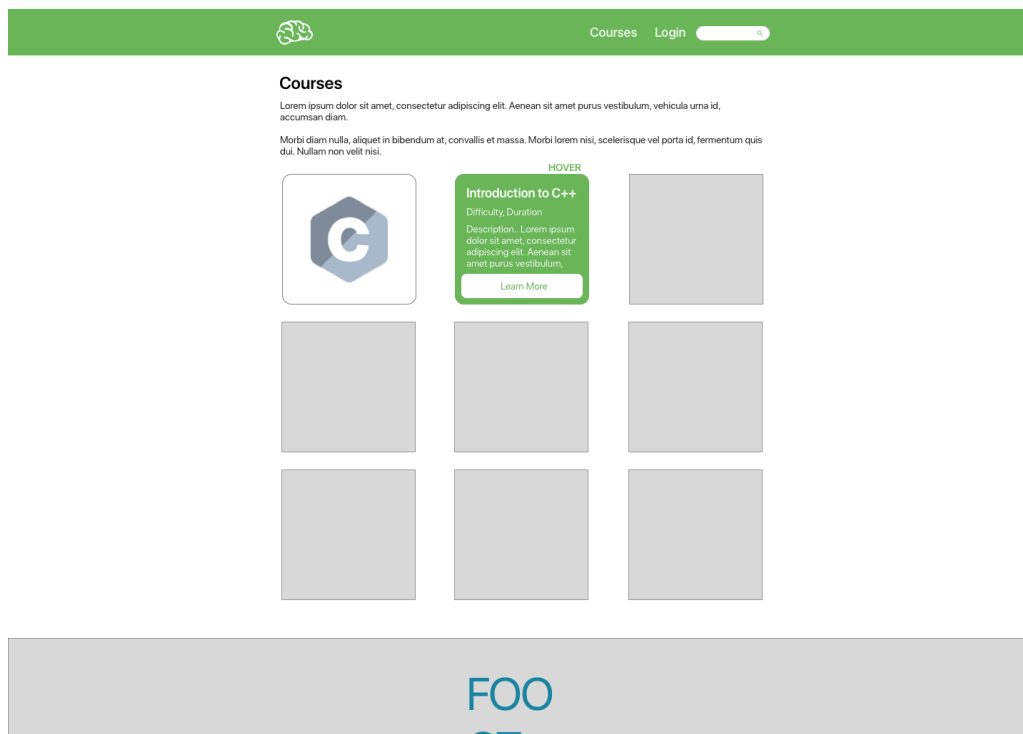 Courses Login
Courses
Lorem ipsum dolor sit amet, consectetur adipiscing elit. Aenean sit amet purus vestibulum, vehicula urna id,
accumsan diam.
Morbi diam nulla, aliquet in bibendum at, convallis et massa. Morbi lorem nisi, scelerisque vel porta id, fermentum quis
dui. Nullam non velit nisi.
HOVER
C
Introduction to C++
Difficulty, Duration
Description.. Lorem ipsum
dolor sit amet, consectetur
adipiscing elit. Aenean sit
amet purus vestibulum,
Learn More
FOO